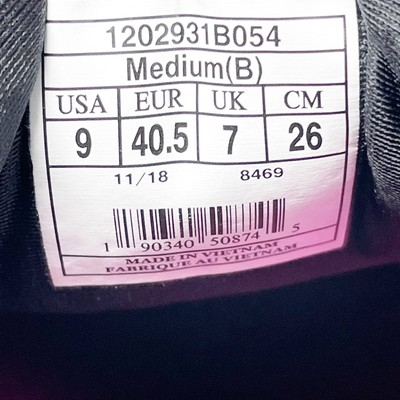 1202931B054
Medium(B)
USA EUR UK CM
9 40.5 7 26
11/18 8469
1 90340 50874 5
MADE IN VIETNAM
FABRIQUE AU VIETNAM